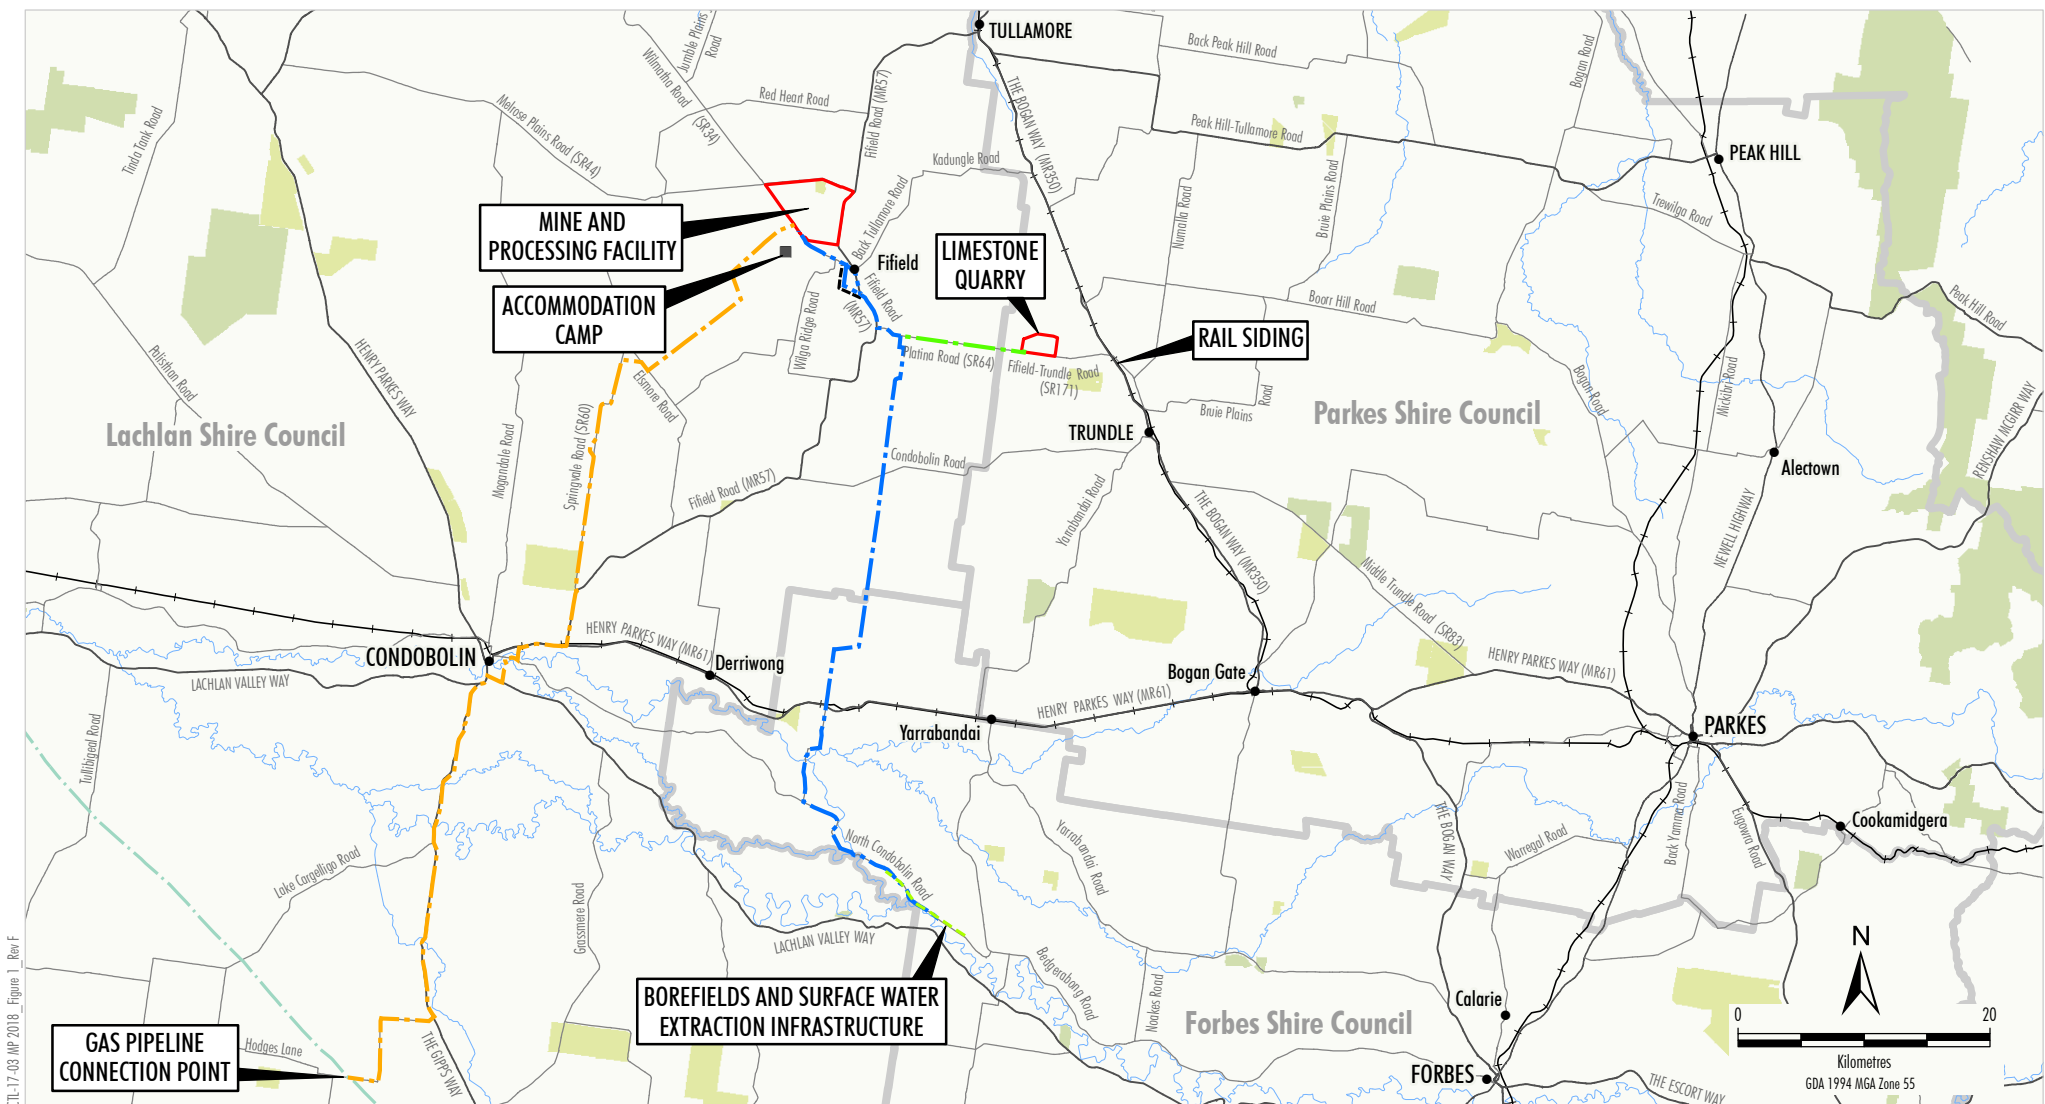 TULLAMORE
Jumble Plains
Road
Wilmatha Road
(SR34)
Back Peak Hill Road
Bogan Road
Red Heart Road
Fifield Road (MR57)
THE BOGAN WAY (MR350)
Melrose Plains Road (SR44)
Tinda Tank Road
Peak Hill-Tullamore Road
PEAK HILL
Kadungle Road
Back Tullamore Road
Numalla Road
Bruie Plains Road
Trewilga Road
MINE AND
PROCESSING FACILITY
LIMESTONE
QUARRY
Fifield
Fifield Road
(MR57)
ACCOMMODATION
CAMP
Wilga Ridge Road
Boorr Hill Road
Peak Hill Road
RAIL SIDING
Platina Road (SR64)
Fifield-Trundle Road
(SR171)
Palisthan Road
HENRY PARKES WAY
Elsmore Road
Bogan Road
Mickibri Road
Bruie Plains
Road
Lachlan Shire Council
Parkes Shire Council
RENSHAW MCGIRR WAY
TRUNDLE
Springvale Road (SR60)
Mogandale Road
Condobolin Road
Alectown
Fifield Road (MR57)
Yarrabandai Road
THE BOGAN WAY (MR350)
NEWELL HIGHWAY
Middle Trundle Road (SR83)
HENRY PARKES WAY (MR61)
CONDOBOLIN
Derriwong
Bogan Gate
HENRY PARKES WAY (MR61)
LACHLAN VALLEY WAY
HENRY PARKES WAY (MR61)
Yarrabandai
PARKES
Tullibigeal Road
Back Yamma Road
Eugowra Road
Cookamidgera
THE BOGAN WAY
Warregal Road
North Condobolin Road
Yarrabandai Road
Lake Cargelligo Road
Grassmere Road
LACHLAN VALLEY WAY
Bedgerabong Road
Noakes Road
BOREFIELDS AND SURFACE WATER
EXTRACTION INFRASTRUCTURE
Calarie
Forbes Shire Council
GAS PIPELINE
CONNECTION POINT
Hodges Lane
THE GIPPS WAY
FORBES
THE ESCORT WAY
N
0 20
Kilometres
GDA 1994 MGA Zone 55
CTL-17-03 MP 2018_Figure 1_Rev F